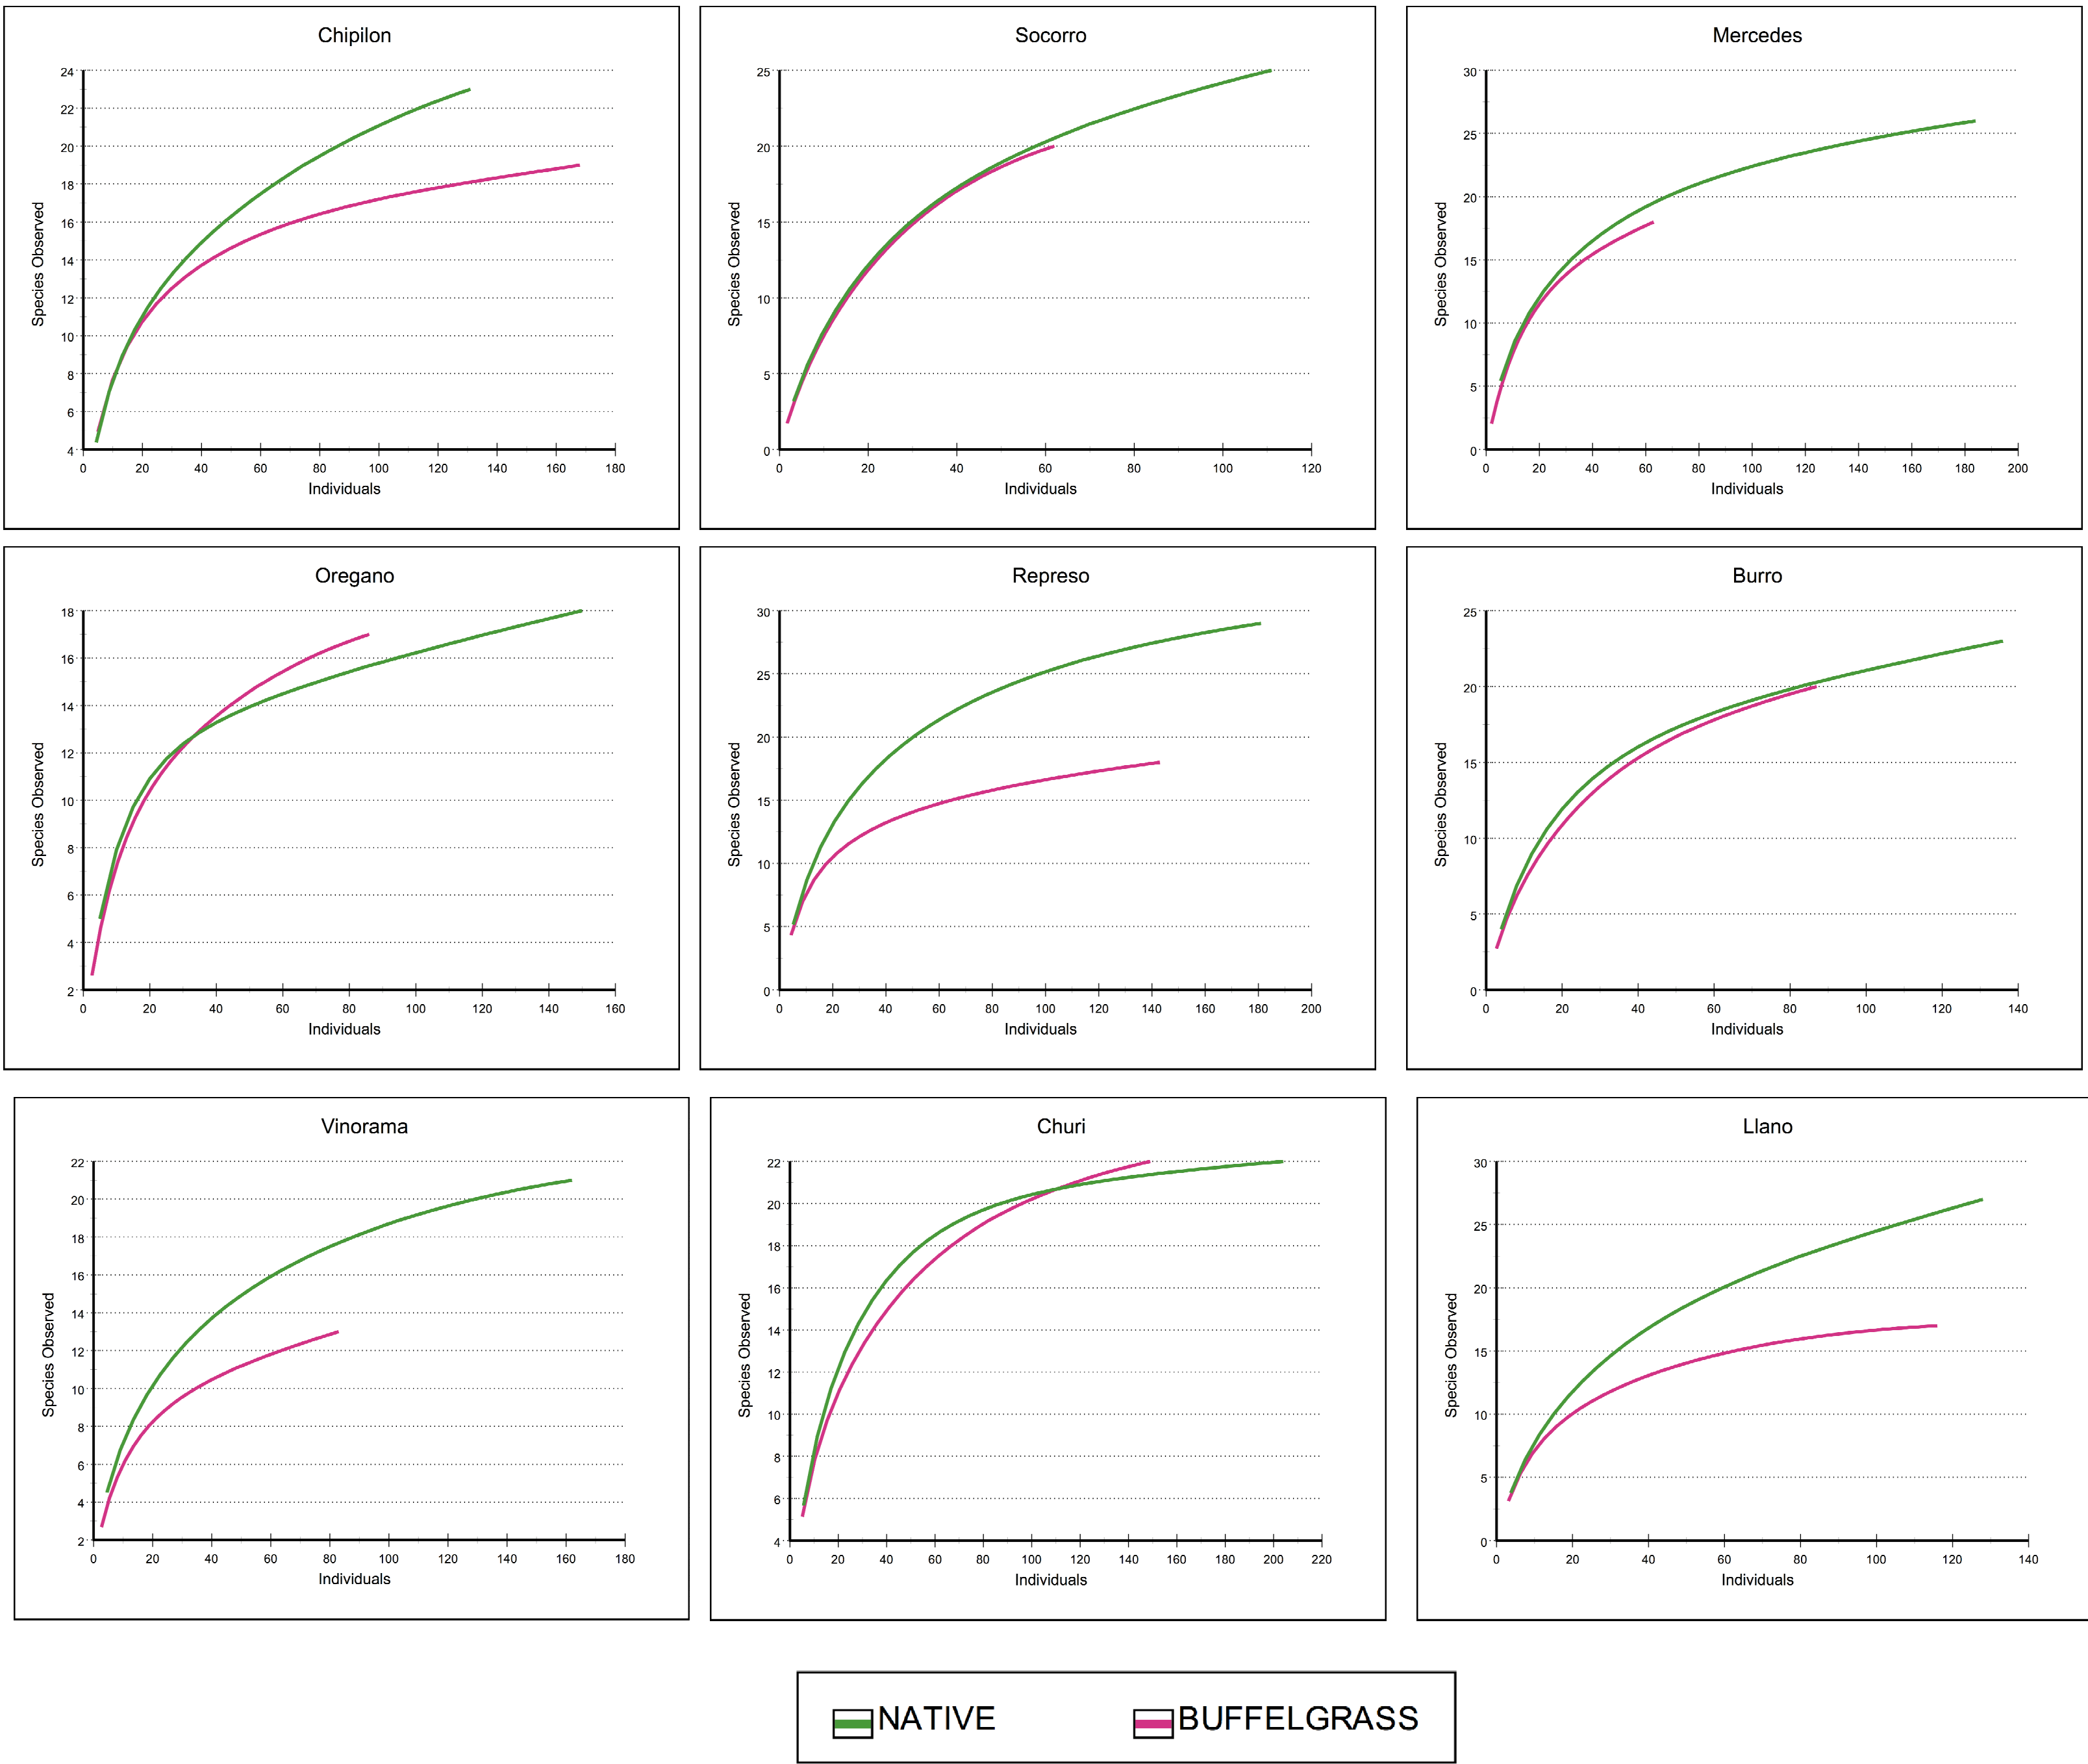 Chipilon
24
22
20
18
16
14
12
10
8
6
4
Species Observed
0 20 40 60 80 100 120 140 160 180
Individuals
Socorro
25
20
15
10
5
0
Species Observed
0 20 40 60 80 100 120
Individuals
Mercedes
30
25
20
15
10
5
0
Species Observed
0 20 40 60 80 100 120 140 160 180 200
Individuals
Oregano
18
16
14
12
10
8
6
4
2
Species Observed
0 20 40 60 80 100 120 140 160
Individuals
Represo
30
25
20
15
10
5
0
Species Observed
0 20 40 60 80 100 120 140 160 180 200
Individuals
Burro
25
20
15
10
5
0
Species Observed
0 20 40 60 80 100 120 140
Individuals
Vinorama
22
20
18
16
14
12
10
8
6
4
2
Species Observed
0 20 40 60 80 100 120 140 160 180
Individuals
Churi
22
20
18
16
14
12
10
8
6
4
Species Observed
0 20 40 60 80 100 120 140 160 180 200 220
Individuals
Llano
30
25
20
15
10
5
0
Species Observed
0 20 40 60 80 100 120 140
Individuals
NATIVE BUFFELGRASS